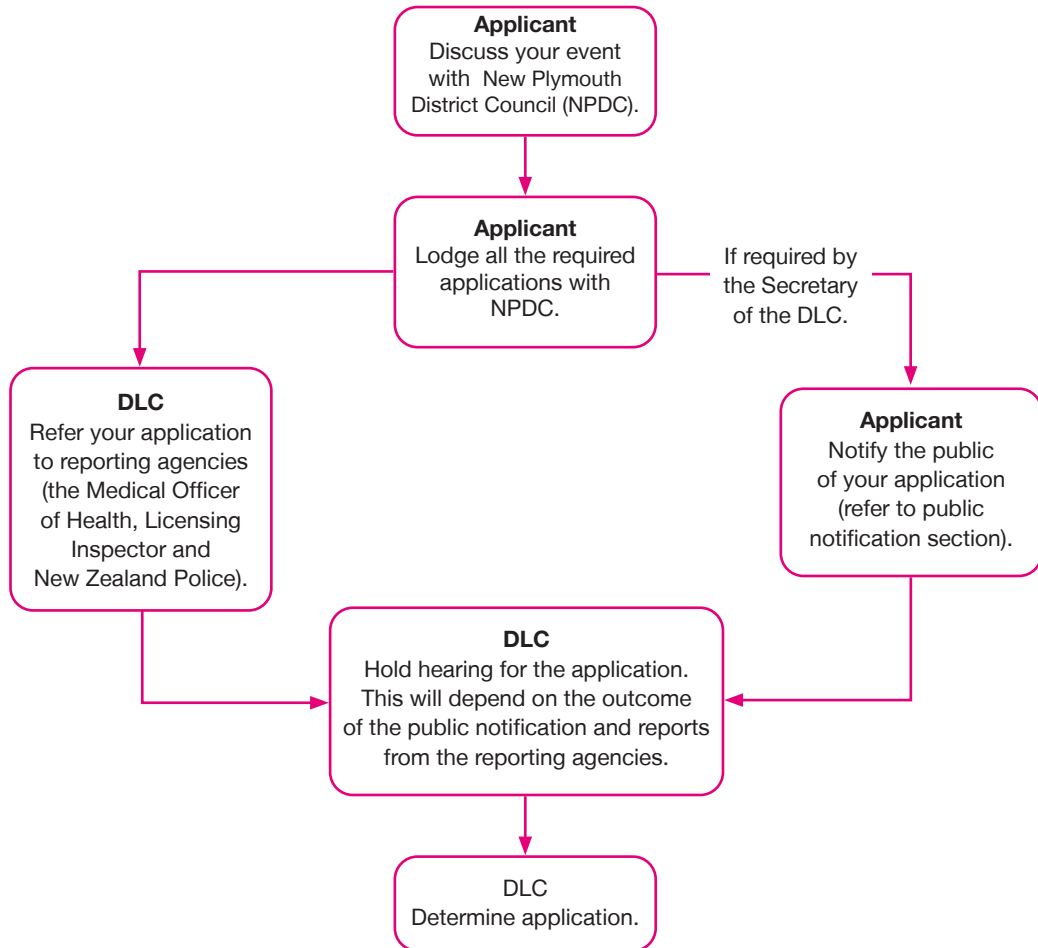 Applicant
Discuss your event
with New Plymouth
District Council (NPDC).
Applicant
Lodge all the required
applications with
NPDC.
If required by
the Secretary
of the DLC.
DLC
Refer your application
to reporting agencies
(the Medical Officer
of Health, Licensing
Inspector and
New Zealand Police).
Applicant
Notify the public
of your application
(refer to public
notification section).
DLC
Hold hearing for the application.
This will depend on the outcome
of the public notification and reports
from the reporting agencies.
DLC
Determine application.